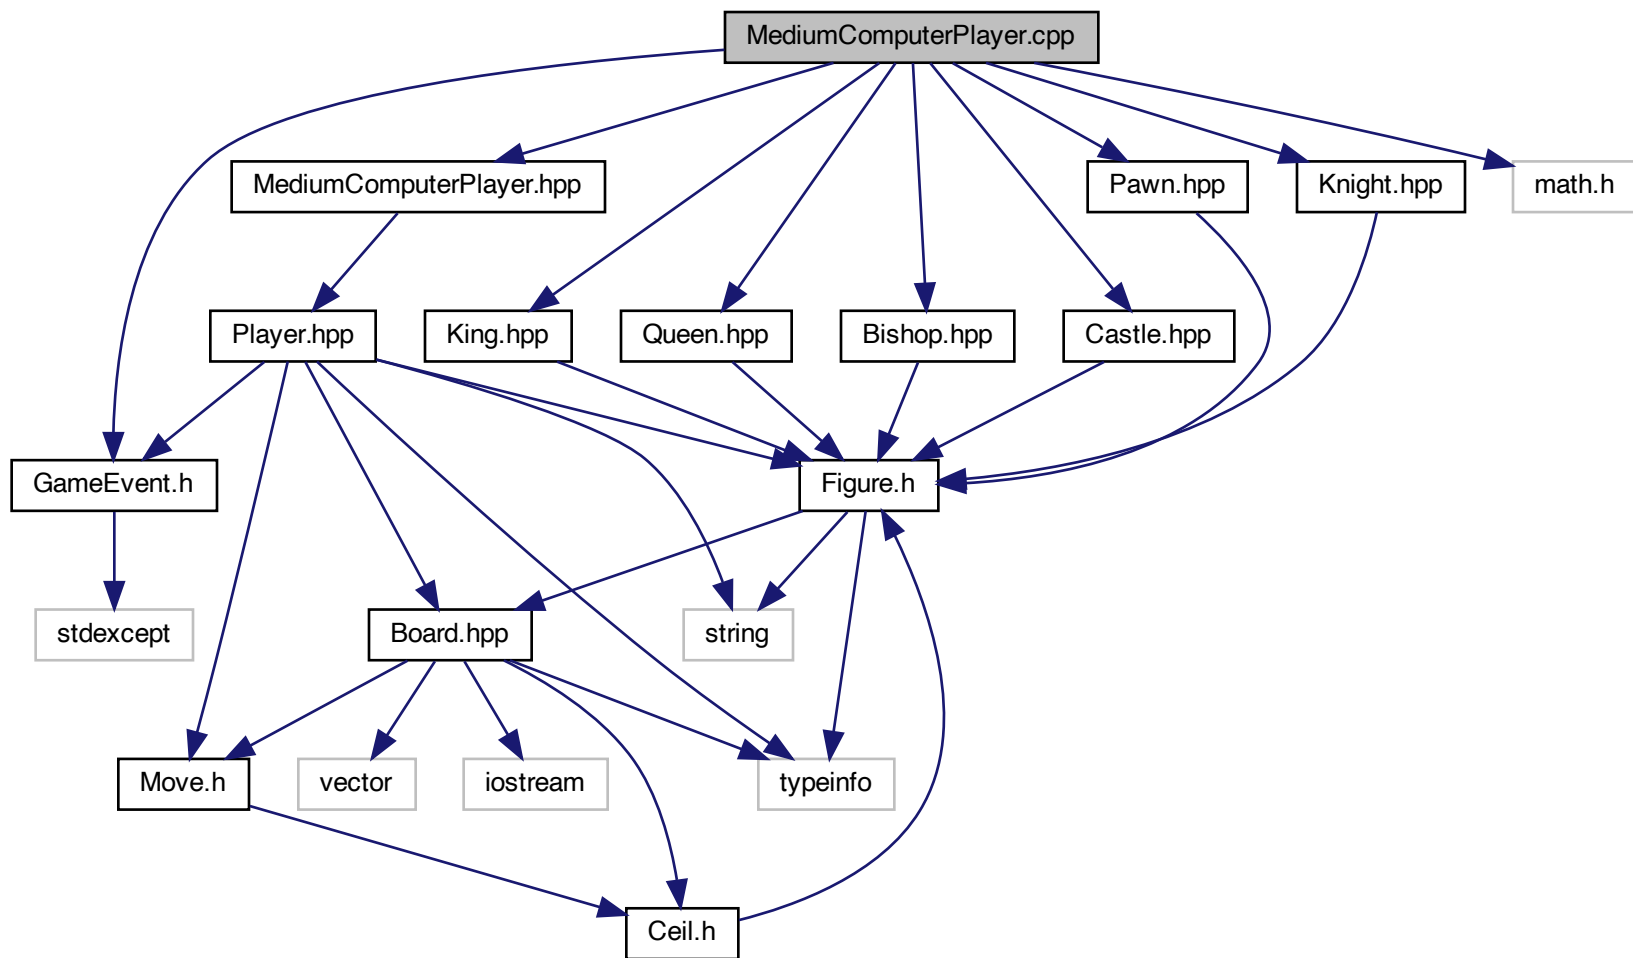 MediumComputerPlayer.cpp
MediumComputerPlayer.hpp
Pawn.hpp
Knight.hpp
math.h
Player.hpp
King.hpp
Queen.hpp
Bishop.hpp
Castle.hpp
GameEvent.h
Figure.h
stdexcept
Board.hpp
string
Move.h
vector
iostream
typeinfo
Ceil.h